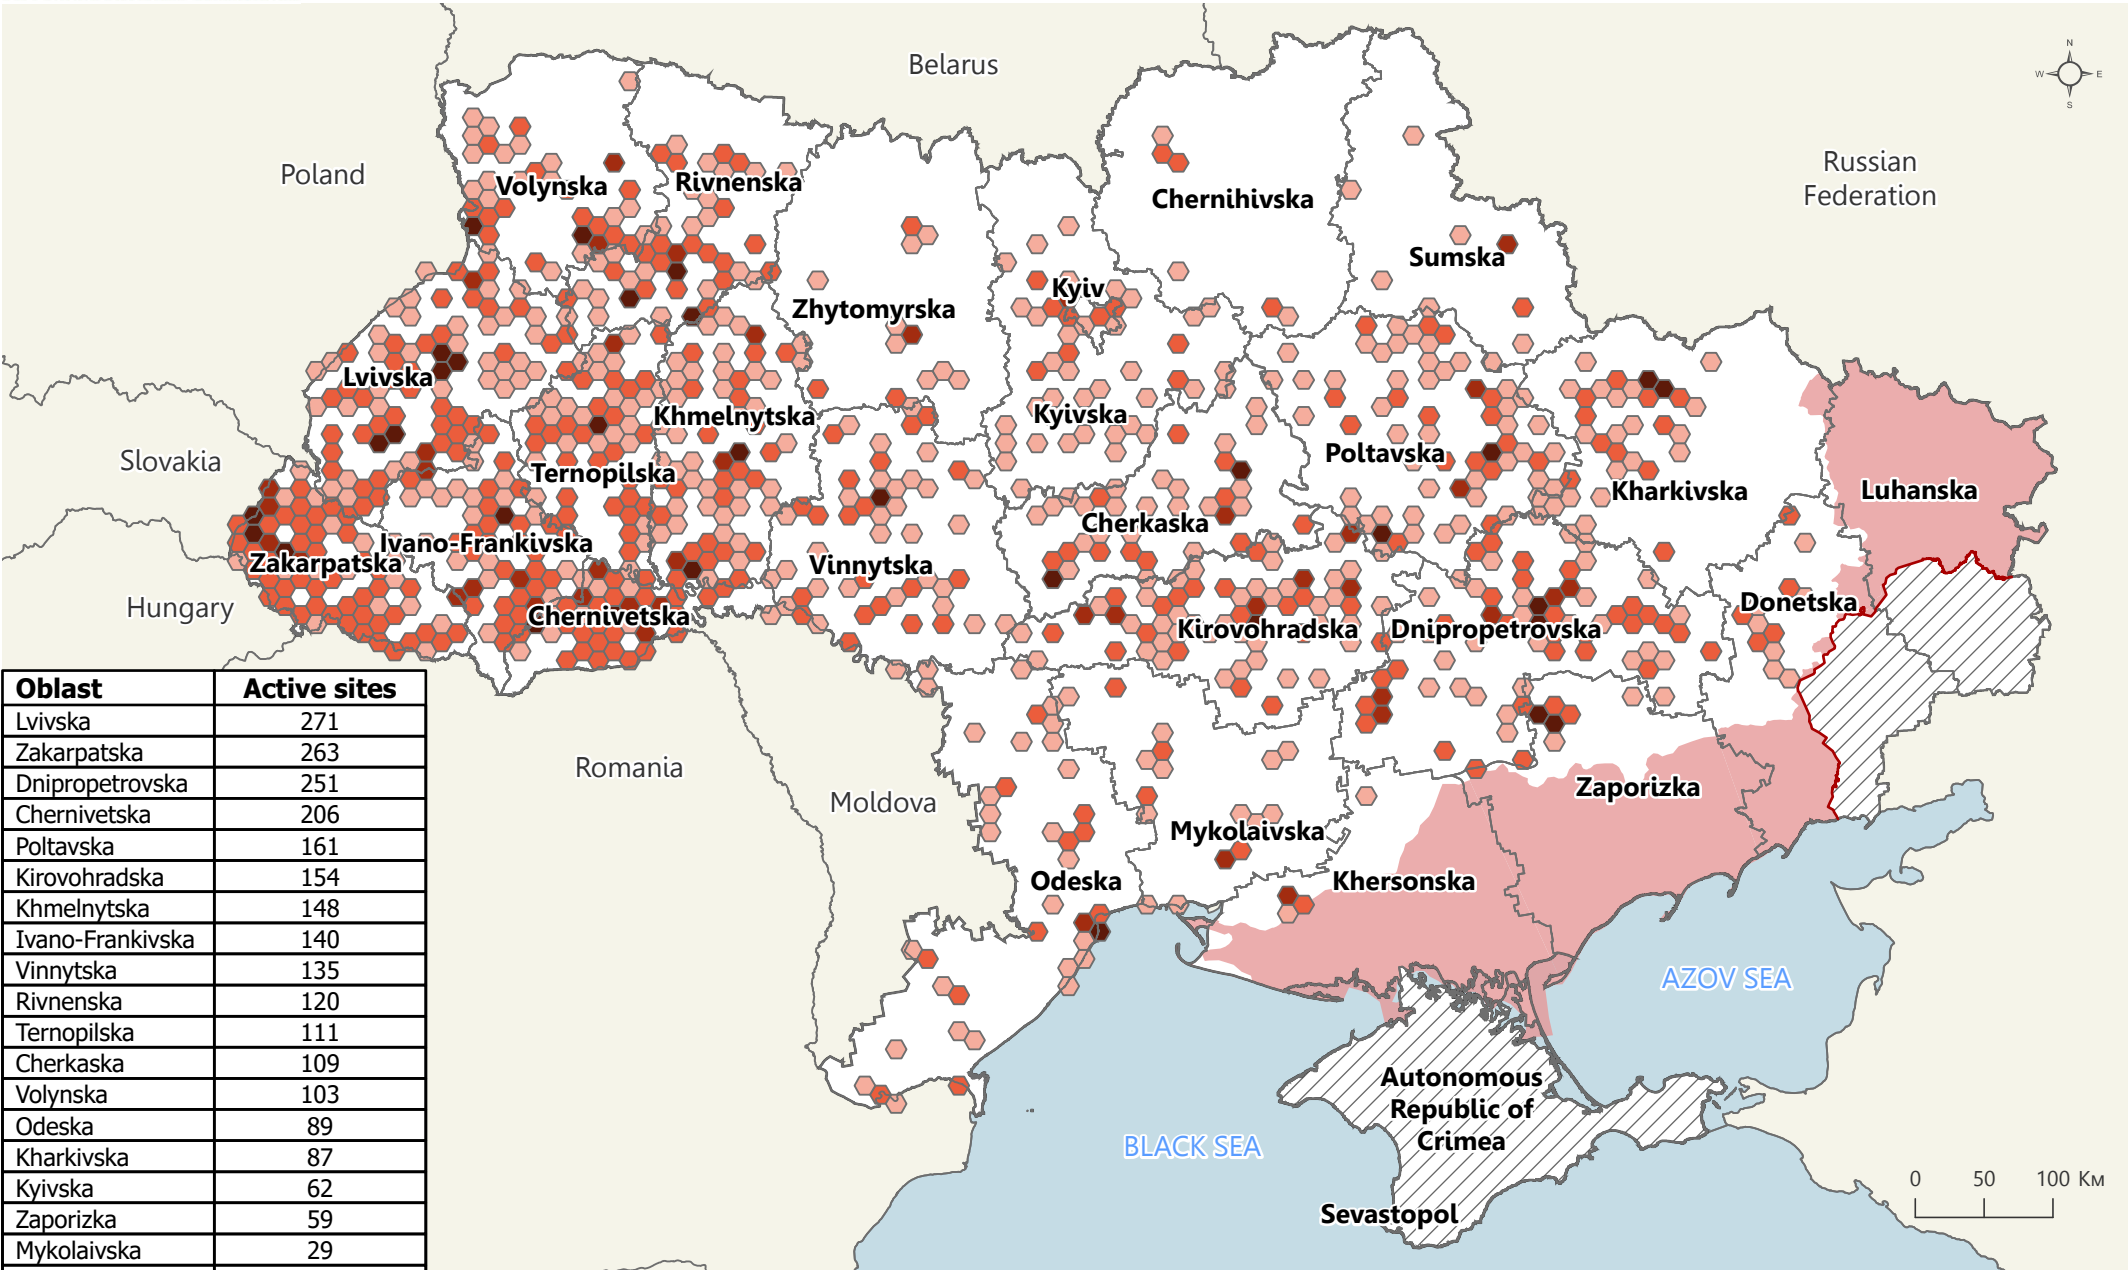 Belarus
N
W E
S
Poland
Russian
Federation
Volynska
Rivnenska
Chernihivska
Sumska
Kyiv
Zhytomyrska
Lvivska
Khmelnytska
Kyivska
Poltavska
Slovakia
Ternopilska
Kharkivska
Luhanska
Cherkaska
Ivano-Frankivska
Zakarpatska
Vinnytska
Hungary
Chernivetska
Kirovohradska
Dnipropetrovska
Donetska
Romania
Moldova
Zaporizka
Mykolaivska
Odeska
Khersonska
AZOV SEA
Autonomous
Republic of
Crimea
BLACK SEA
Sevastopol
0 50 100 Км
Oblast Active sites
Lvivska 271
Zakarpatska 263
Dnipropetrovska 251
Chernivetska 206
Poltavska 161
Kirovohradska 154
Khmelnytska 148
Ivano-Frankivska 140
Vinnytska 135
Rivnenska 120
Ternopilska 111
Cherkaska 109
Volynska 103
Odeska 89
Kharkivska 87
Kyivska 62
Zaporizka 59
Mykolaivska 29